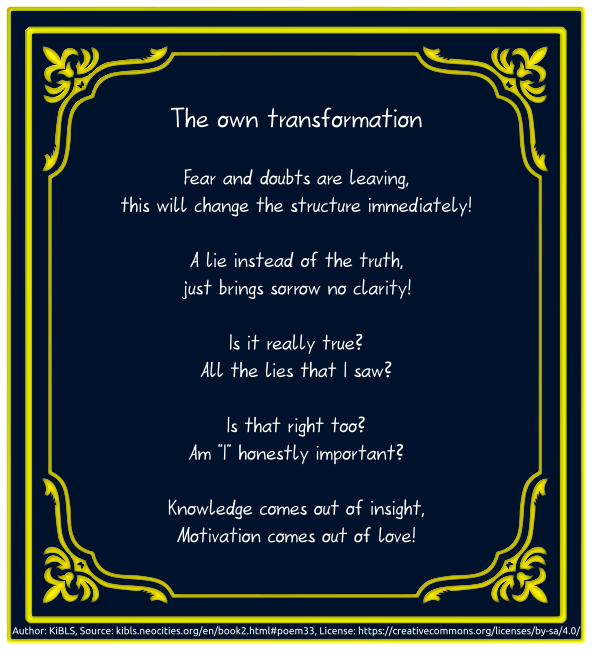 The own transformation
Fear and doubts are leaving,
this will change the structure immediately!
A lie instead of the truth,
just brings sorrow no clarity!
Is it really true?
All the lies that I saw?
Is that right too?
Am "I" honestly important?
Knowledge comes out of insight,
Motivation comes out of love!
Author: KiBLS, Source: kibls.neocities.org/en/book2.html#poem33, License: https://creativecommons.org/licenses/by-sa/4.0/